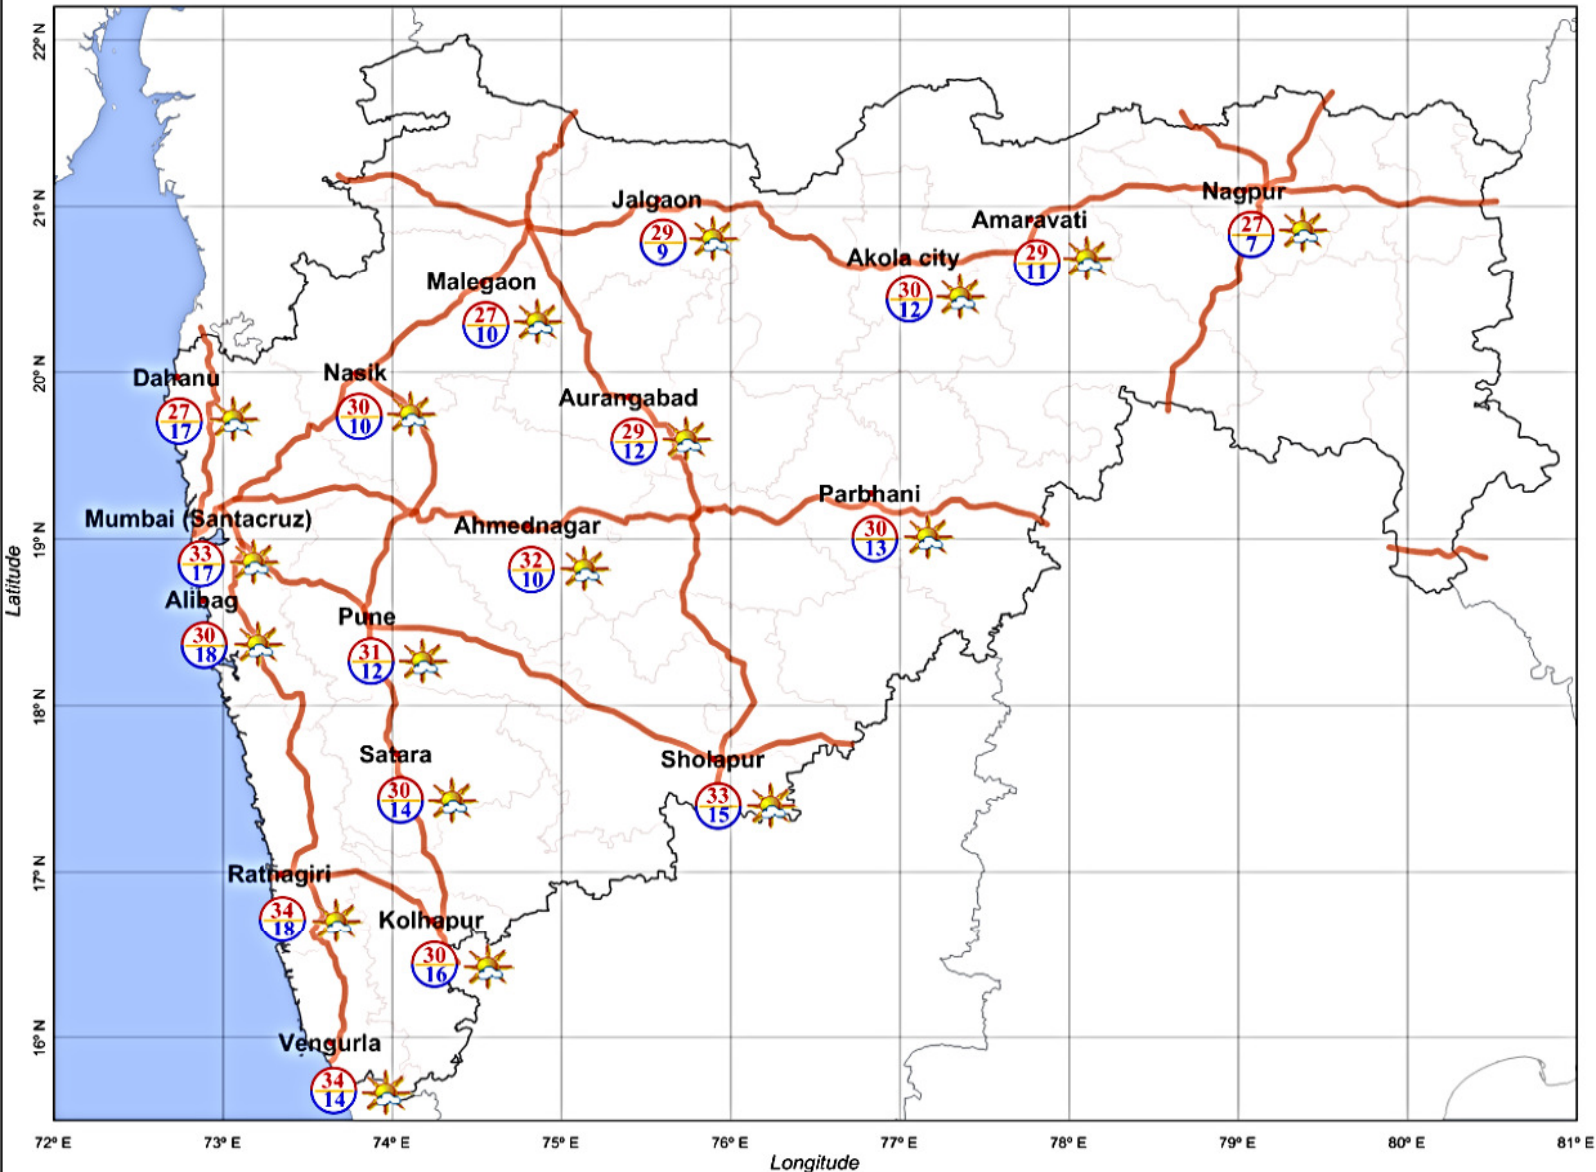 22° N
21° N
20° N
19° N
18° N
17° N
16° N
Latitude
Jalgaon
29
9
Nagpur
27
7
Amaravati
29
11
Akola city
30
12
Malegaon
27
10
Dahanu
27
17
Nasik
30
10
Aurangabad
29
12
Parbhani
30
13
Mumbai (Santacruz)
33
17
Ahmednagar
32
10
Alibag
30
18
Pune
31
12
Satara
30
14
Sholapur
33
15
Ratnagiri
34
18
Kolhapur
30
16
Vengurla
34
14
72° E
73° E
74° E
75° E
76° E
77° E
78° E
79° E
80° E
81° E
Longitude